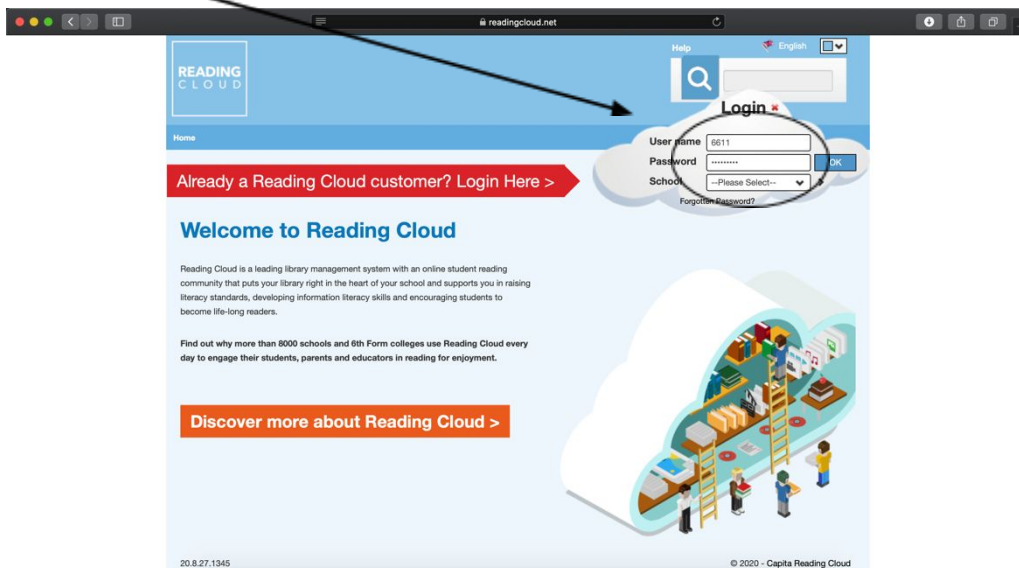 readingcloud.net
Help
English
READING
CLOUD
Login
Home
User name 6611
Password ••••••••• OK
School --Please Select--
Forgotten Password?
Already a Reading Cloud customer? Login Here >
Welcome to Reading Cloud
Reading Cloud is a leading library management system with an online student reading
community that puts your library right in the heart of your school and supports you in raising
literacy standards, developing information literacy skills and encouraging students to
become life-long readers.
Find out why more than 8000 schools and 6th Form colleges use Reading Cloud every
day to engage their students, parents and educators in reading for enjoyment.
Discover more about Reading Cloud >
20.8.27.1345
© 2020 - Capita Reading Cloud